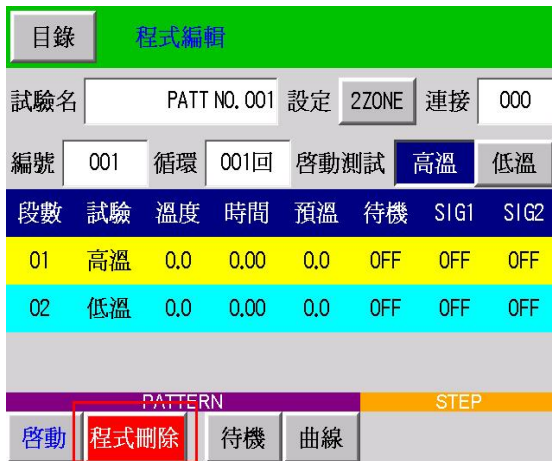 目錄 程式編輯
試驗名 PATT NO.001 設定 2ZONE 連接 000
編號 001 循環 001回 啓動測試 高溫 低溫
段數 試驗 溫度 時間 預溫 待機 SIG1 SIG2
01 高溫 0.0 0.00 0.0 OFF OFF OFF
02 低溫 0.0 0.00 0.0 OFF OFF OFF
PATTERN STEP
啓動 程式刪除 待機 曲線